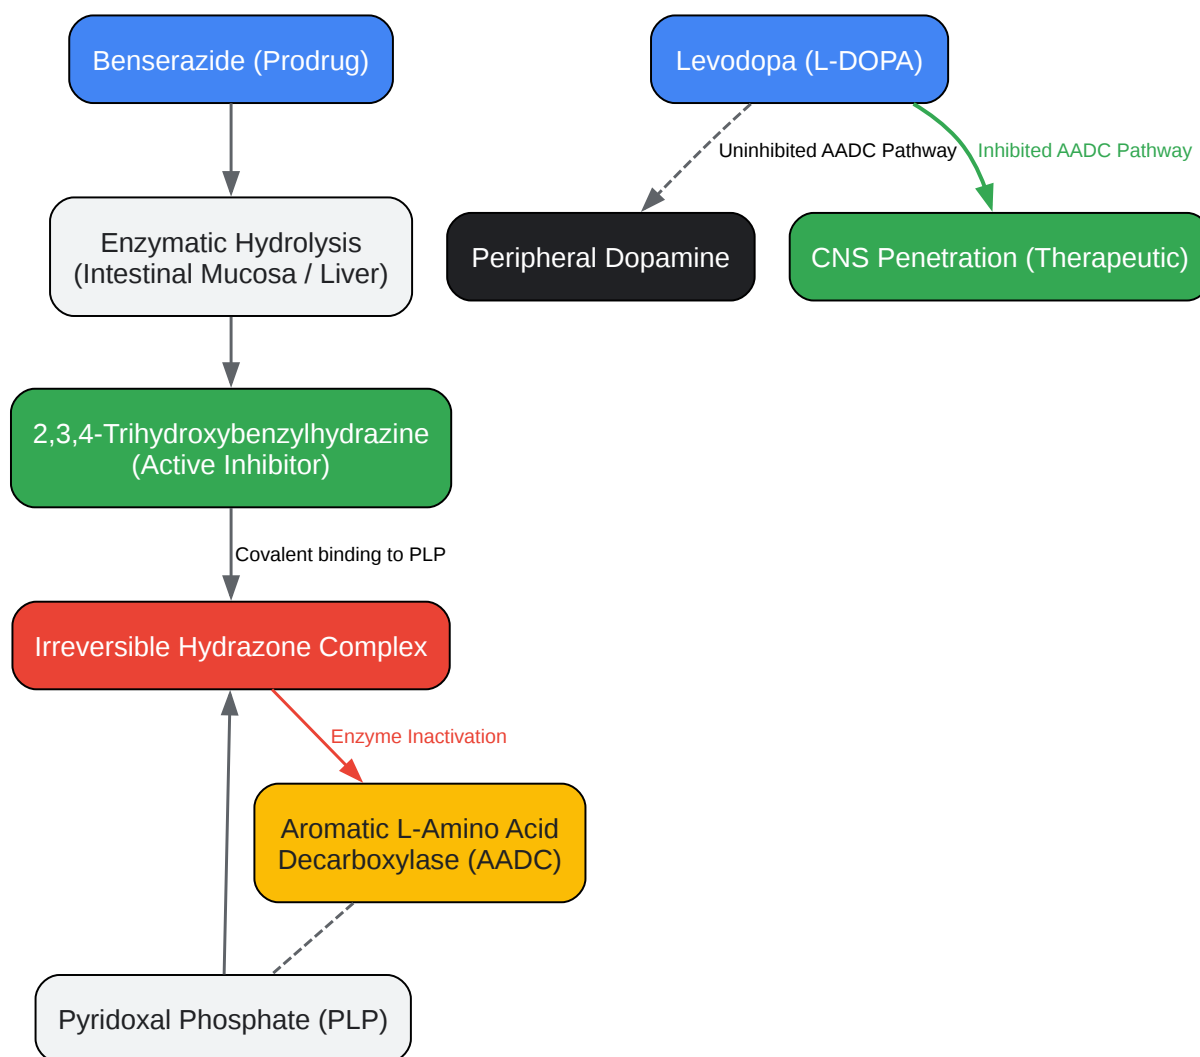 Benserazide (Prodrug)
Levodopa (L-DOPA)
Uninhibited AADC Pathway
Inhibited AADC Pathway
Enzymatic Hydrolysis
(Intestinal Mucosa / Liver)
Peripheral Dopamine
CNS Penetration (Therapeutic)
2,3,4-Trihydroxybenzylhydrazine
(Active Inhibitor)
Covalent binding to PLP
Irreversible Hydrazone Complex
Enzyme Inactivation
Aromatic L-Amino Acid
Decarboxylase (AADC)
Pyridoxal Phosphate (PLP)